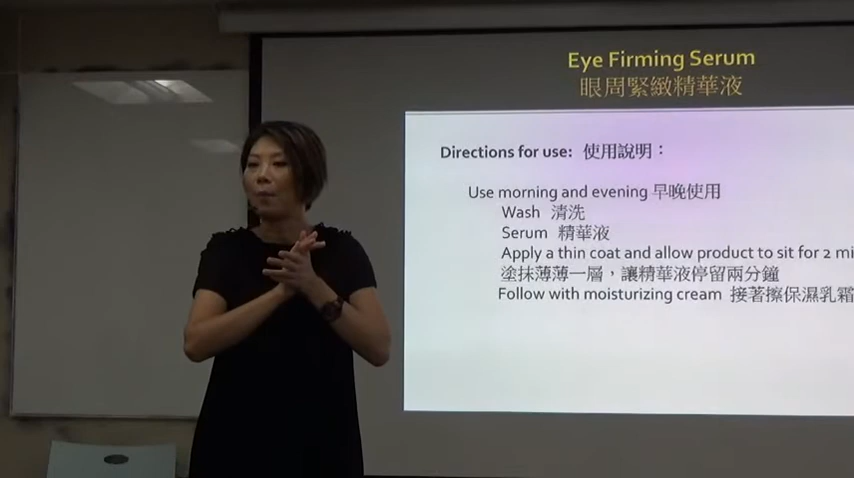 Eye Firming Serum
眼周緊緻精華液
Directions for use: 使用說明：
Use morning and evening 早晚使用
Wash 清洗
Serum 精華液
Apply a thin coat and allow product to sit for 2 mi
塗抹薄薄一層，讓精華液停留兩分鐘
Follow with moisturizing cream 接著擦保濕乳霜